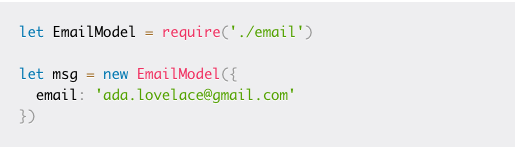 let EmailModel = require('./email')
let msg = new EmailModel({
  email: 'ada.lovelace@gmail.com'
})